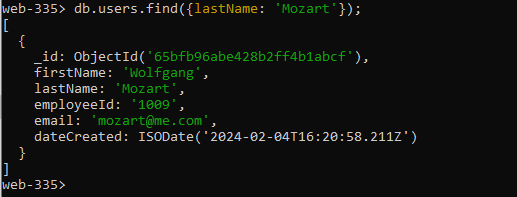 web-335> db.users.find({lastName: 'Mozart'});
[
  {
    _id: ObjectId('65bfb96abe428b2ff4b1abcf'),
    firstName: 'Wolfgang',
    lastName: 'Mozart',
    employeeId: '1009',
    email: 'mozart@me.com',
    dateCreated: ISODate('2024-02-04T16:20:58.211Z')
  }
]
web-335>